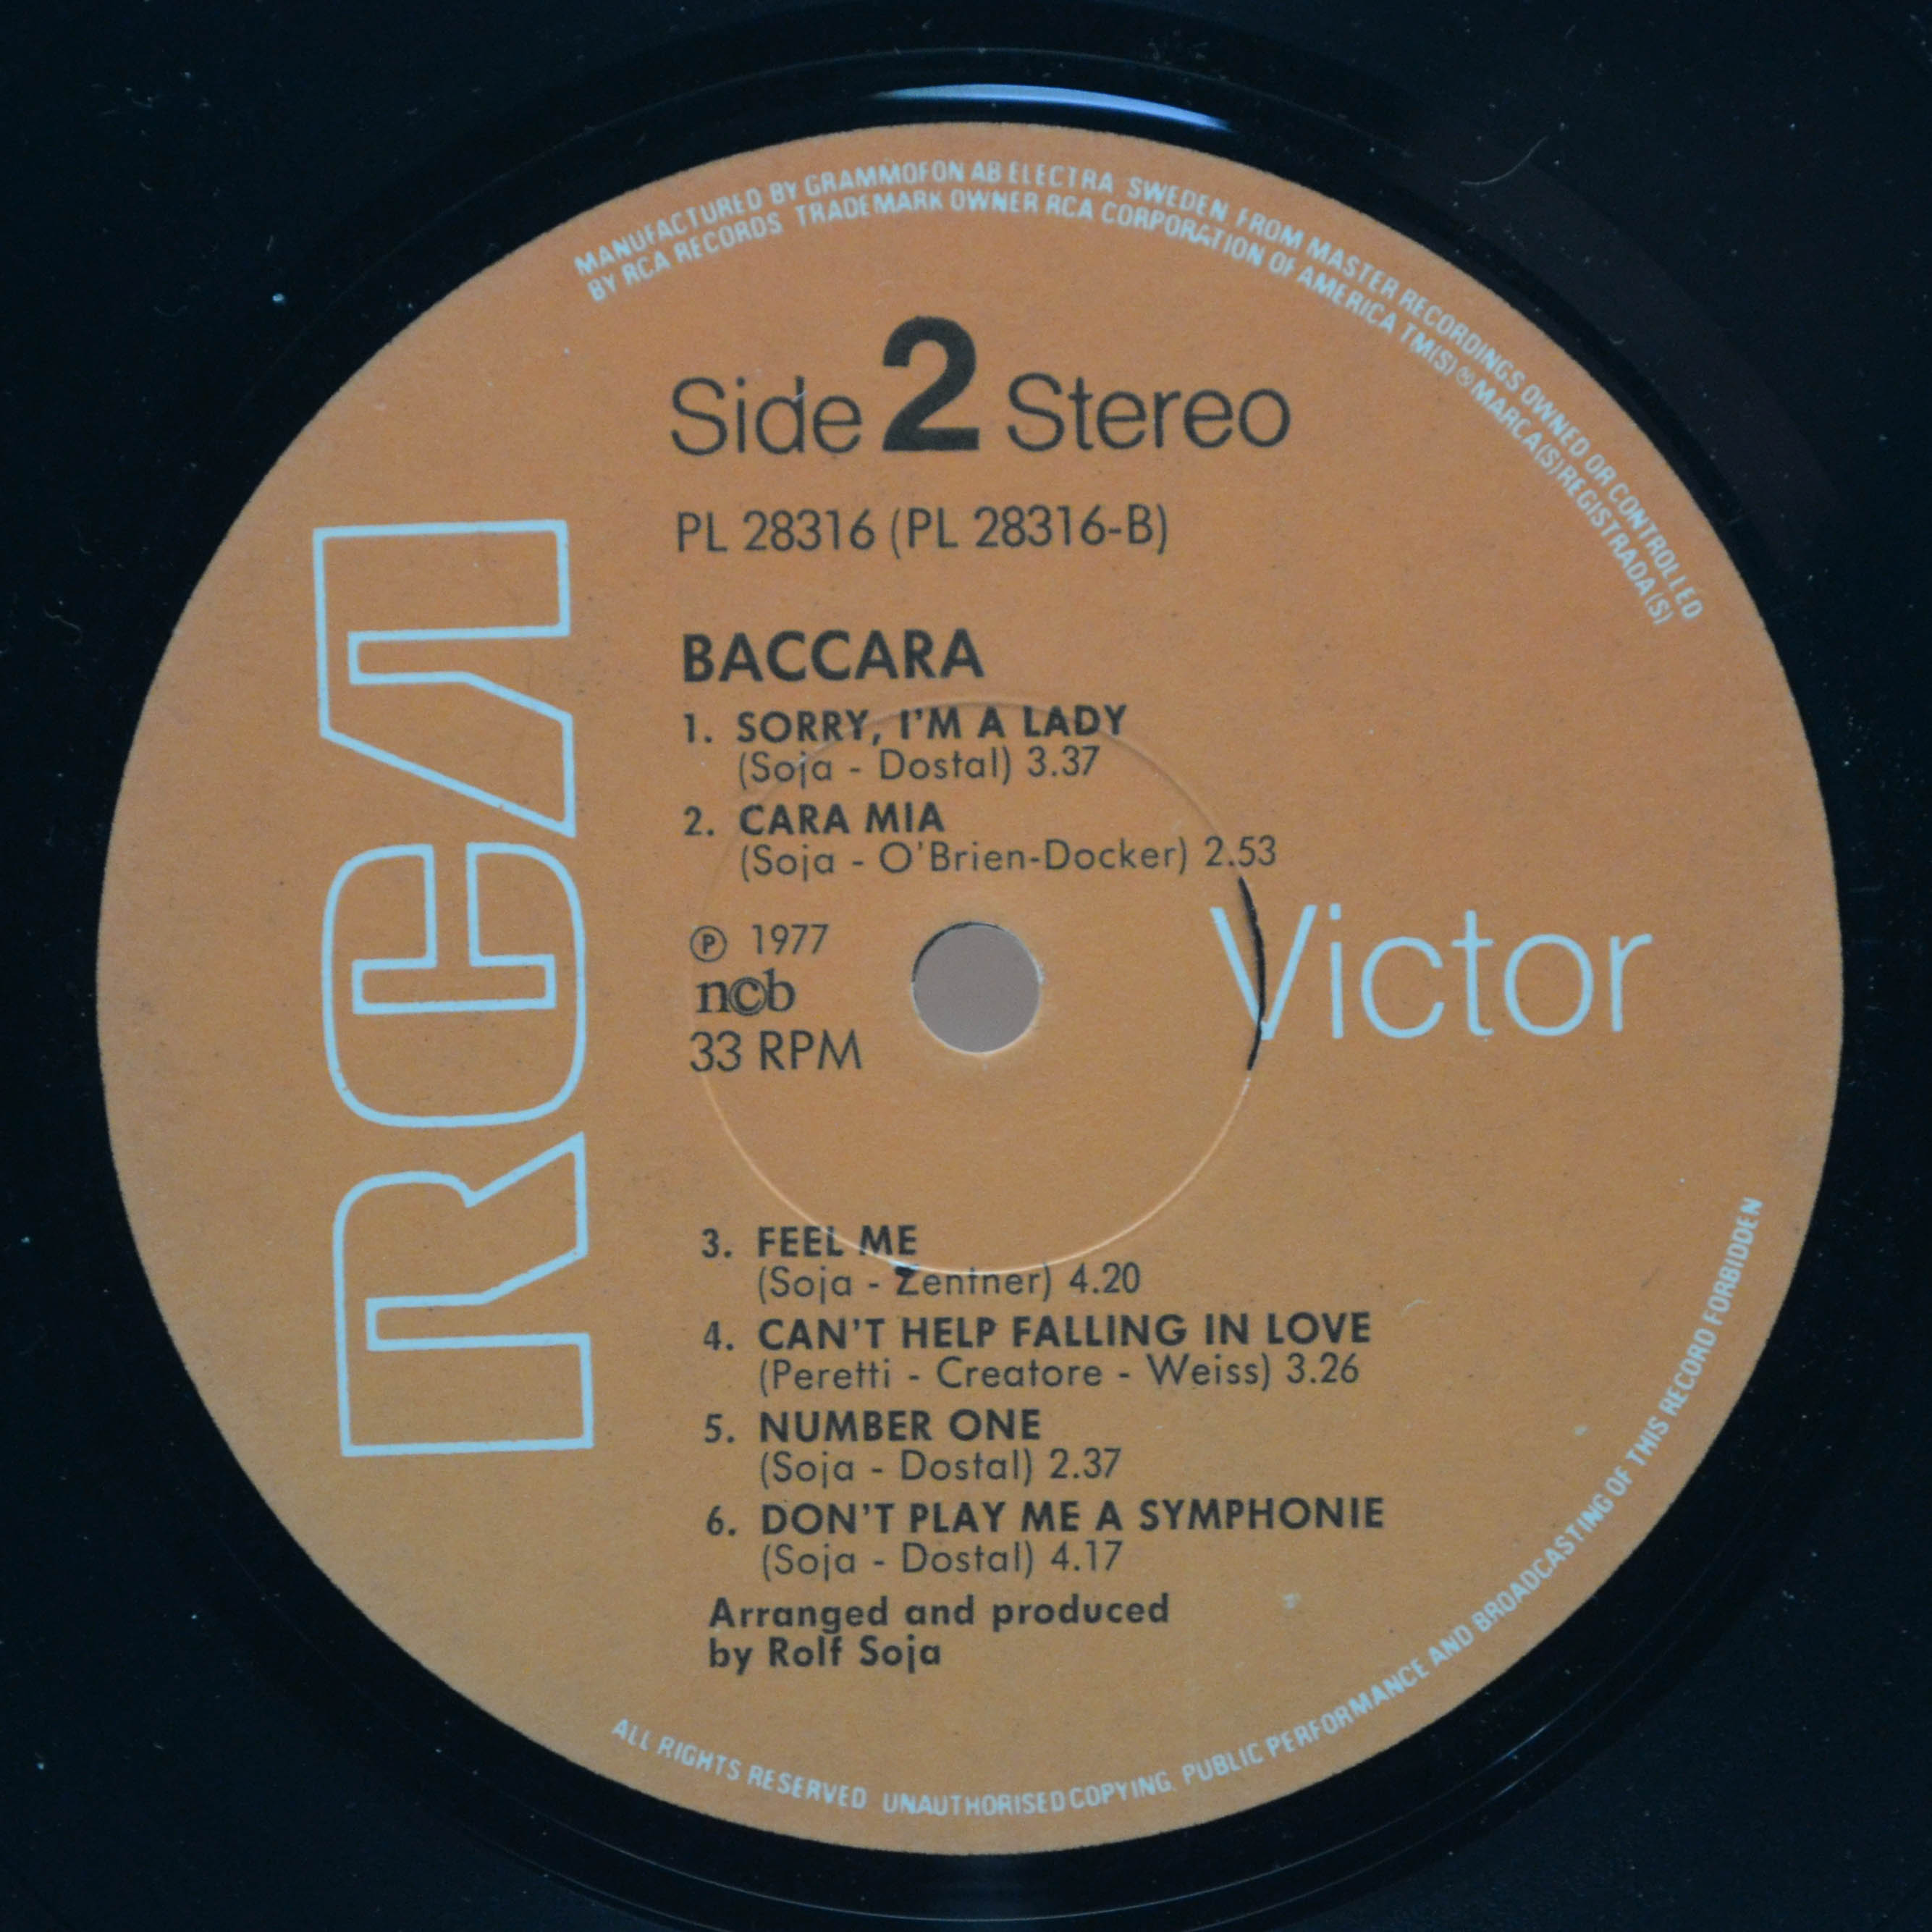 MANUFACTURED BY GRAMMOFON AB ELECTRA SWEDEN FROM MASTER RECORDINGS OWNED OR CONTROLLED
BY RCA RECORDS TRADEMARK OWNER RCA CORPORATION OF AMERICA TM(S) ® MARCA(S) REGISTRADA(S)
Side 2 Stereo
PL 28316 (PL 28316-B)
RCA
BACCARA
1. SORRY, I'M A LADY
(Soja - Dostal) 3.37
2. CARA MIA
(Soja - O'Brien-Docker) 2.53
℗ 1977
ncb
33 RPM
Victor
3. FEEL ME
(Soja - Zentner) 4.20
4. CAN'T HELP FALLING IN LOVE
(Peretti - Creatore - Weiss) 3.26
5. NUMBER ONE
(Soja - Dostal) 2.37
6. DON'T PLAY ME A SYMPHONIE
(Soja - Dostal) 4.17
Arranged and produced
by Rolf Soja
ALL RIGHTS RESERVED UNAUTHORISED COPYING, PUBLIC PERFORMANCE AND BROADCASTING OF THIS RECORD FORBIDDEN